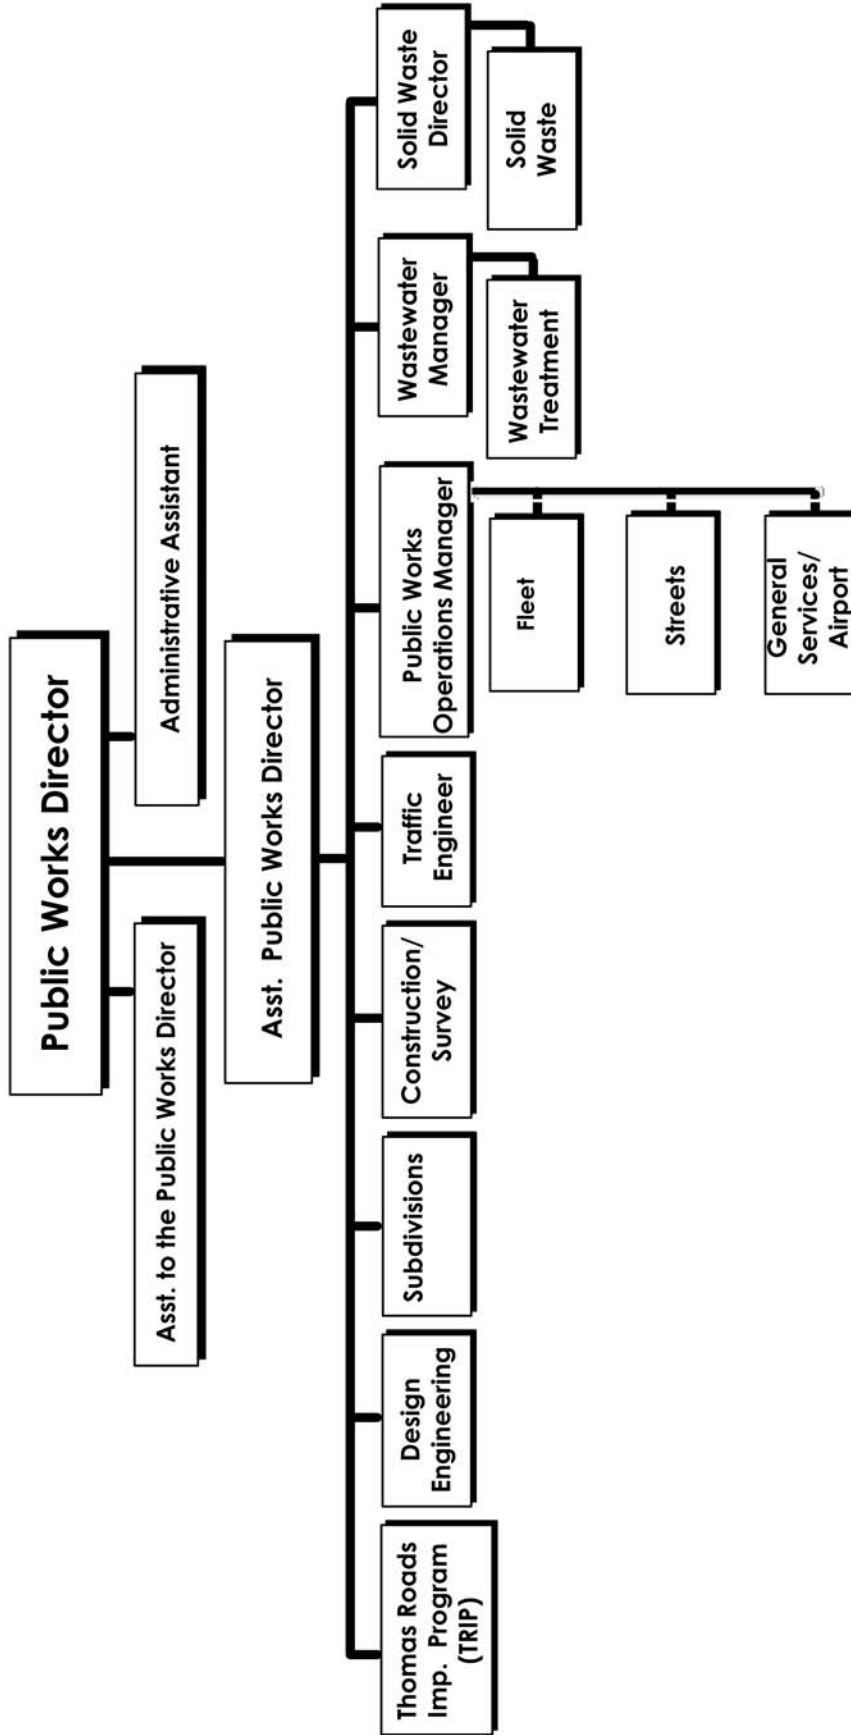 Public Works Director
Asst. to the Public Works Director
Administrative Assistant
Asst.  Public Works Director
Thomas Roads
Imp.  Program
(TRIP)
Design
Engineering
Subdivisions
Construction/
Survey
Traffic
Engineer
Public Works
Operations Manager
Fleet
Streets
General
Services/
Airport
Wastewater
Manager
Wastewater
Treatment
Solid Waste
Director
Solid
Waste